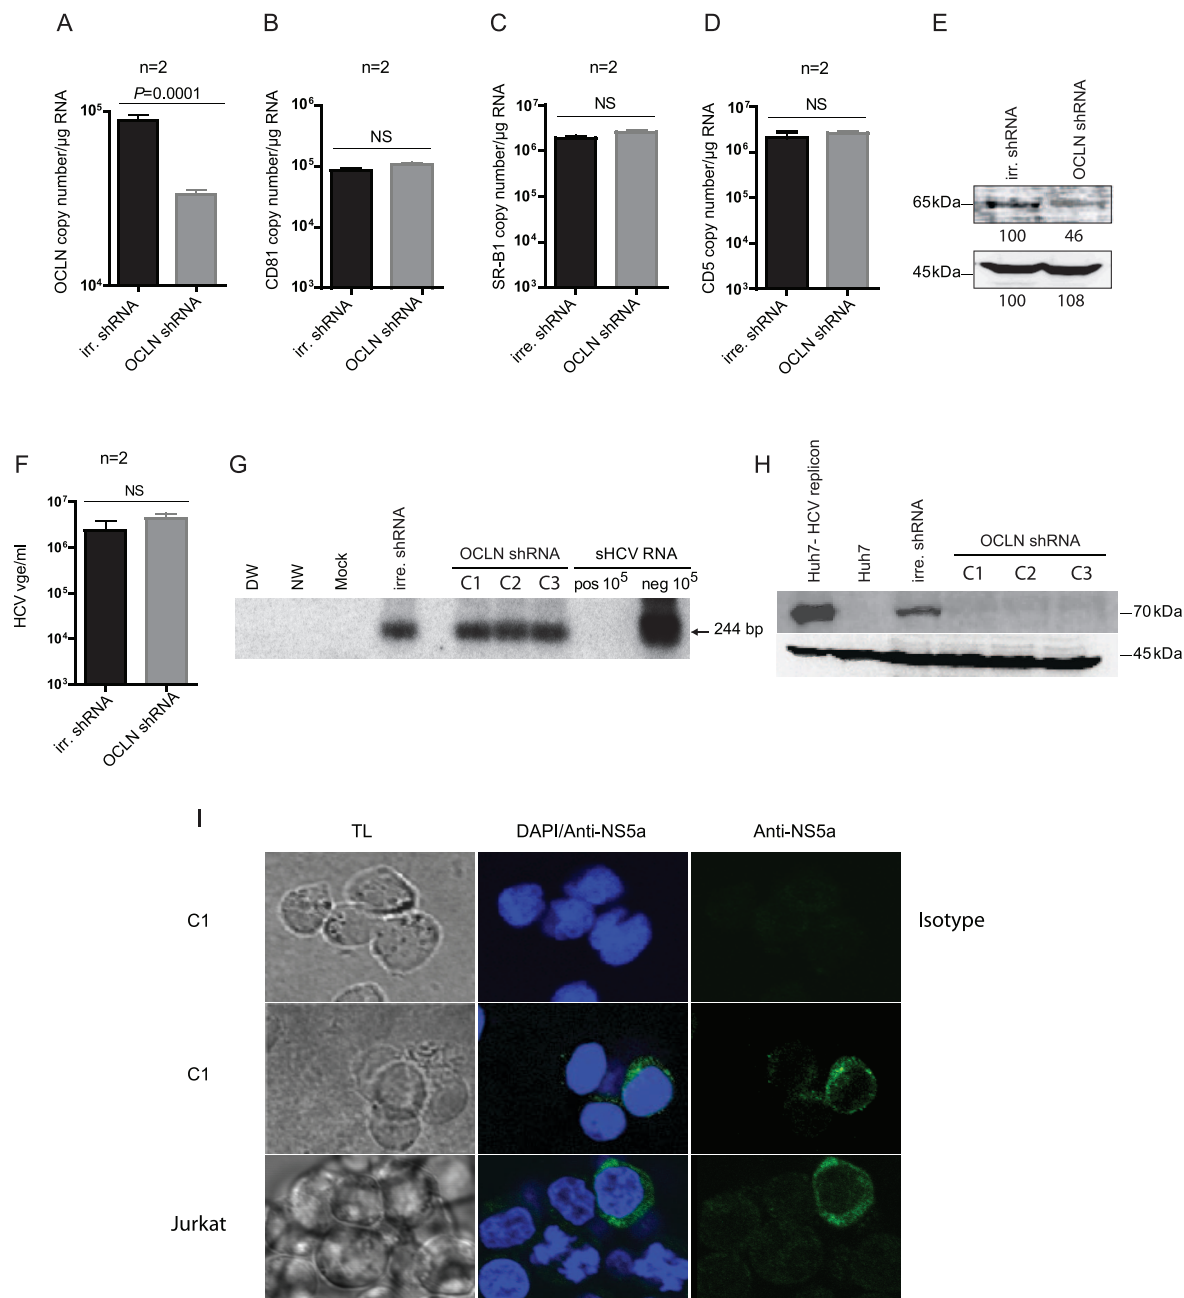 A
B
C
D
E
n=2
n=2
n=2
n=2
P=0.0001
NS
NS
NS
OCLN copy number/µg RNA
10⁵
10⁴
irr. shRNA
OCLN shRNA
CD81 copy number/µg RNA
10⁶
10⁵
10⁴
10³
irr. shRNA
OCLN shRNA
SR-B1 copy number/µg RNA
10⁷
10⁶
10⁵
10⁴
10³
irre. shRNA
OCLN shRNA
CD5 copy number/µg RNA
10⁷
10⁶
10⁵
10⁴
10³
irre. shRNA
OCLN shRNA
irr. shRNA
OCLN shRNA
65kDa
100 46
45kDa
100 108
F
n=2
NS
HCV vge/ml
10⁷
10⁶
10⁵
10⁴
10³
irr. shRNA
OCLN shRNA
G
DW
NW
Mock
irre. shRNA
OCLN shRNA
C1 C2 C3
sHCV RNA
pos 10⁵ neg 10⁵
244 bp
H
Huh7- HCV replicon
Huh7
irre. shRNA
OCLN shRNA
C1 C2 C3
70kDa
45kDa
I
TL DAPI/Anti-NS5a Anti-NS5a
C1 Isotype
C1
Jurkat